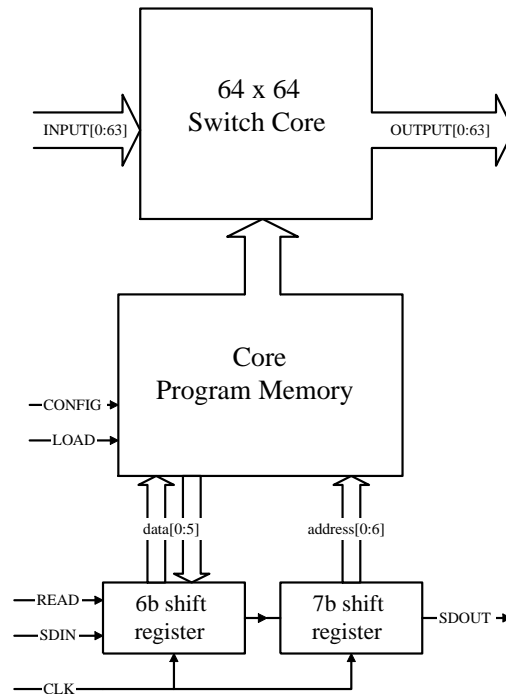 64 x 64
Switch Core
INPUT[0:63]
OUTPUT[0:63]
Core
Program Memory
CONFIG
LOAD
data[0:5]
address[0:6]
READ
SDIN
6b shift
register
7b shift
register
SDOUT
CLK